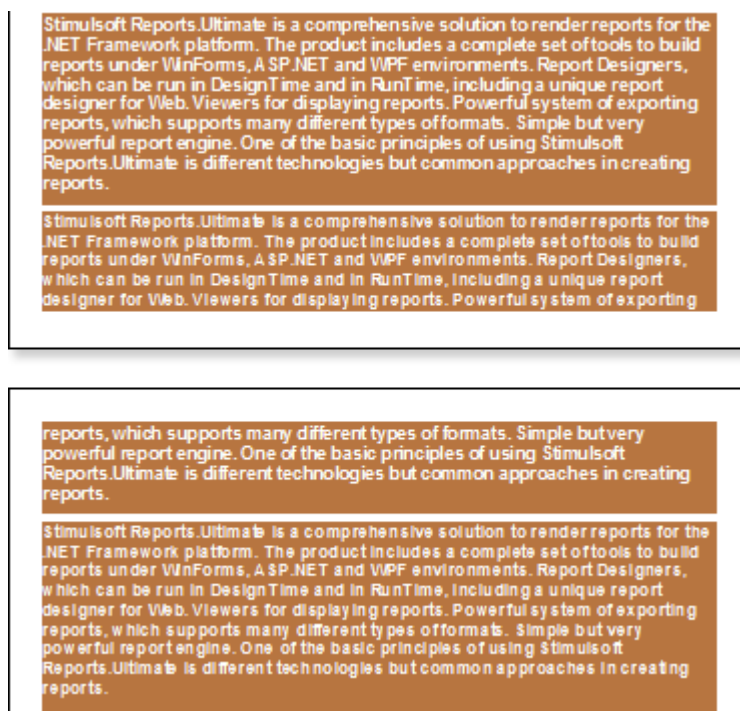 Stimulsoft Reports.Ultimate is a comprehensive solution to render reports for the
.NET Framework platform. The product includes a complete set of tools to build
reports under WinForms, ASP.NET and WPF environments. Report Designers,
which can be run in DesignTime and in RunTime, including a unique report
designer for Web. Viewers for displaying reports. Powerful system of exporting
reports, which supports many different types of formats. Simple but very
powerful report engine. One of the basic principles of using Stimulsoft
Reports.Ultimate is different technologies but common approaches in creating
reports.
Stimulsoft Reports.Ultimate is a comprehensive solution to render reports for the
.NET Framework platform. The product includes a complete set of tools to build
reports under WinForms, ASP.NET and WPF environments. Report Designers,
which can be run in DesignTime and in RunTime, including a unique report
designer for Web. Viewers for displaying reports. Powerful system of exporting
reports, which supports many different types of formats. Simple but very
powerful report engine. One of the basic principles of using Stimulsoft
Reports.Ultimate is different technologies but common approaches in creating
reports.
Stimulsoft Reports.Ultimate is a comprehensive solution to render reports for the
.NET Framework platform. The product includes a complete set of tools to build
reports under WinForms, ASP.NET and WPF environments. Report Designers,
which can be run in DesignTime and in RunTime, including a unique report
designer for Web. Viewers for displaying reports. Powerful system of exporting
reports, which supports many different types of formats. Simple but very
powerful report engine. One of the basic principles of using Stimulsoft
Reports.Ultimate is different technologies but common approaches in creating
reports.